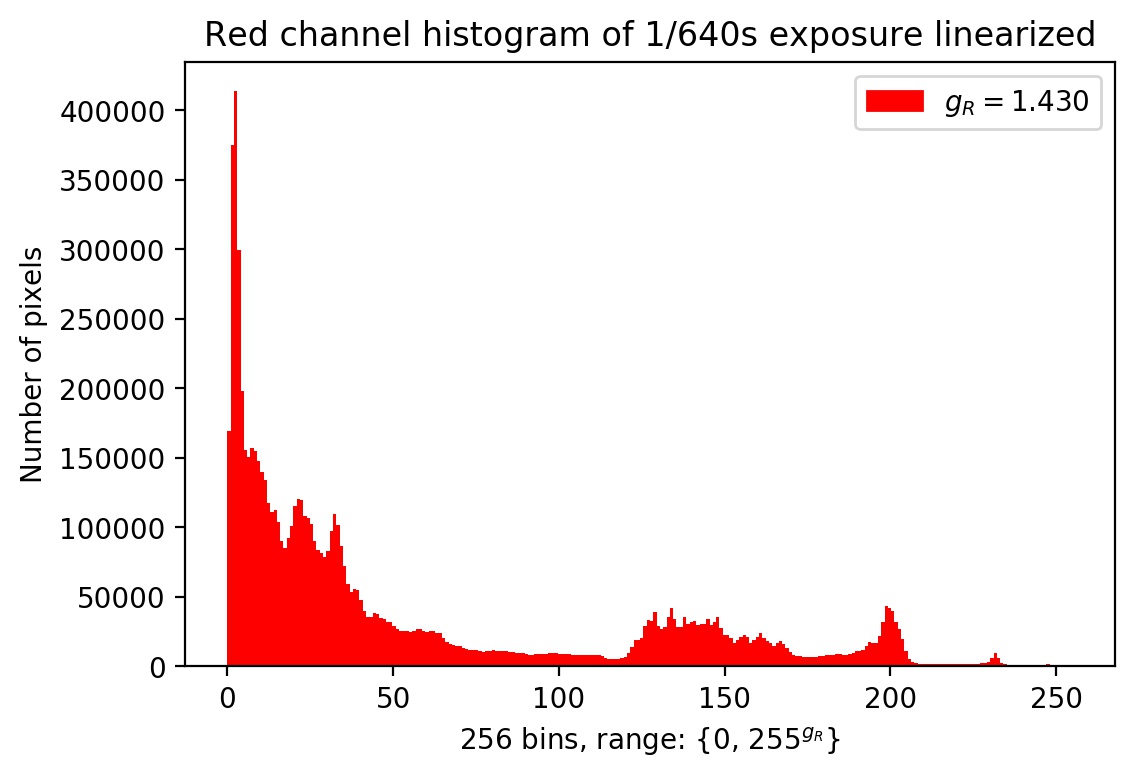 Red channel histogram of 1/640s exposure linearized
g_R = 1.430
Number of pixels
400000
350000
300000
250000
200000
150000
100000
50000
0
0 50 100 150 200 250
256 bins, range: {0, 255^{g_R}}